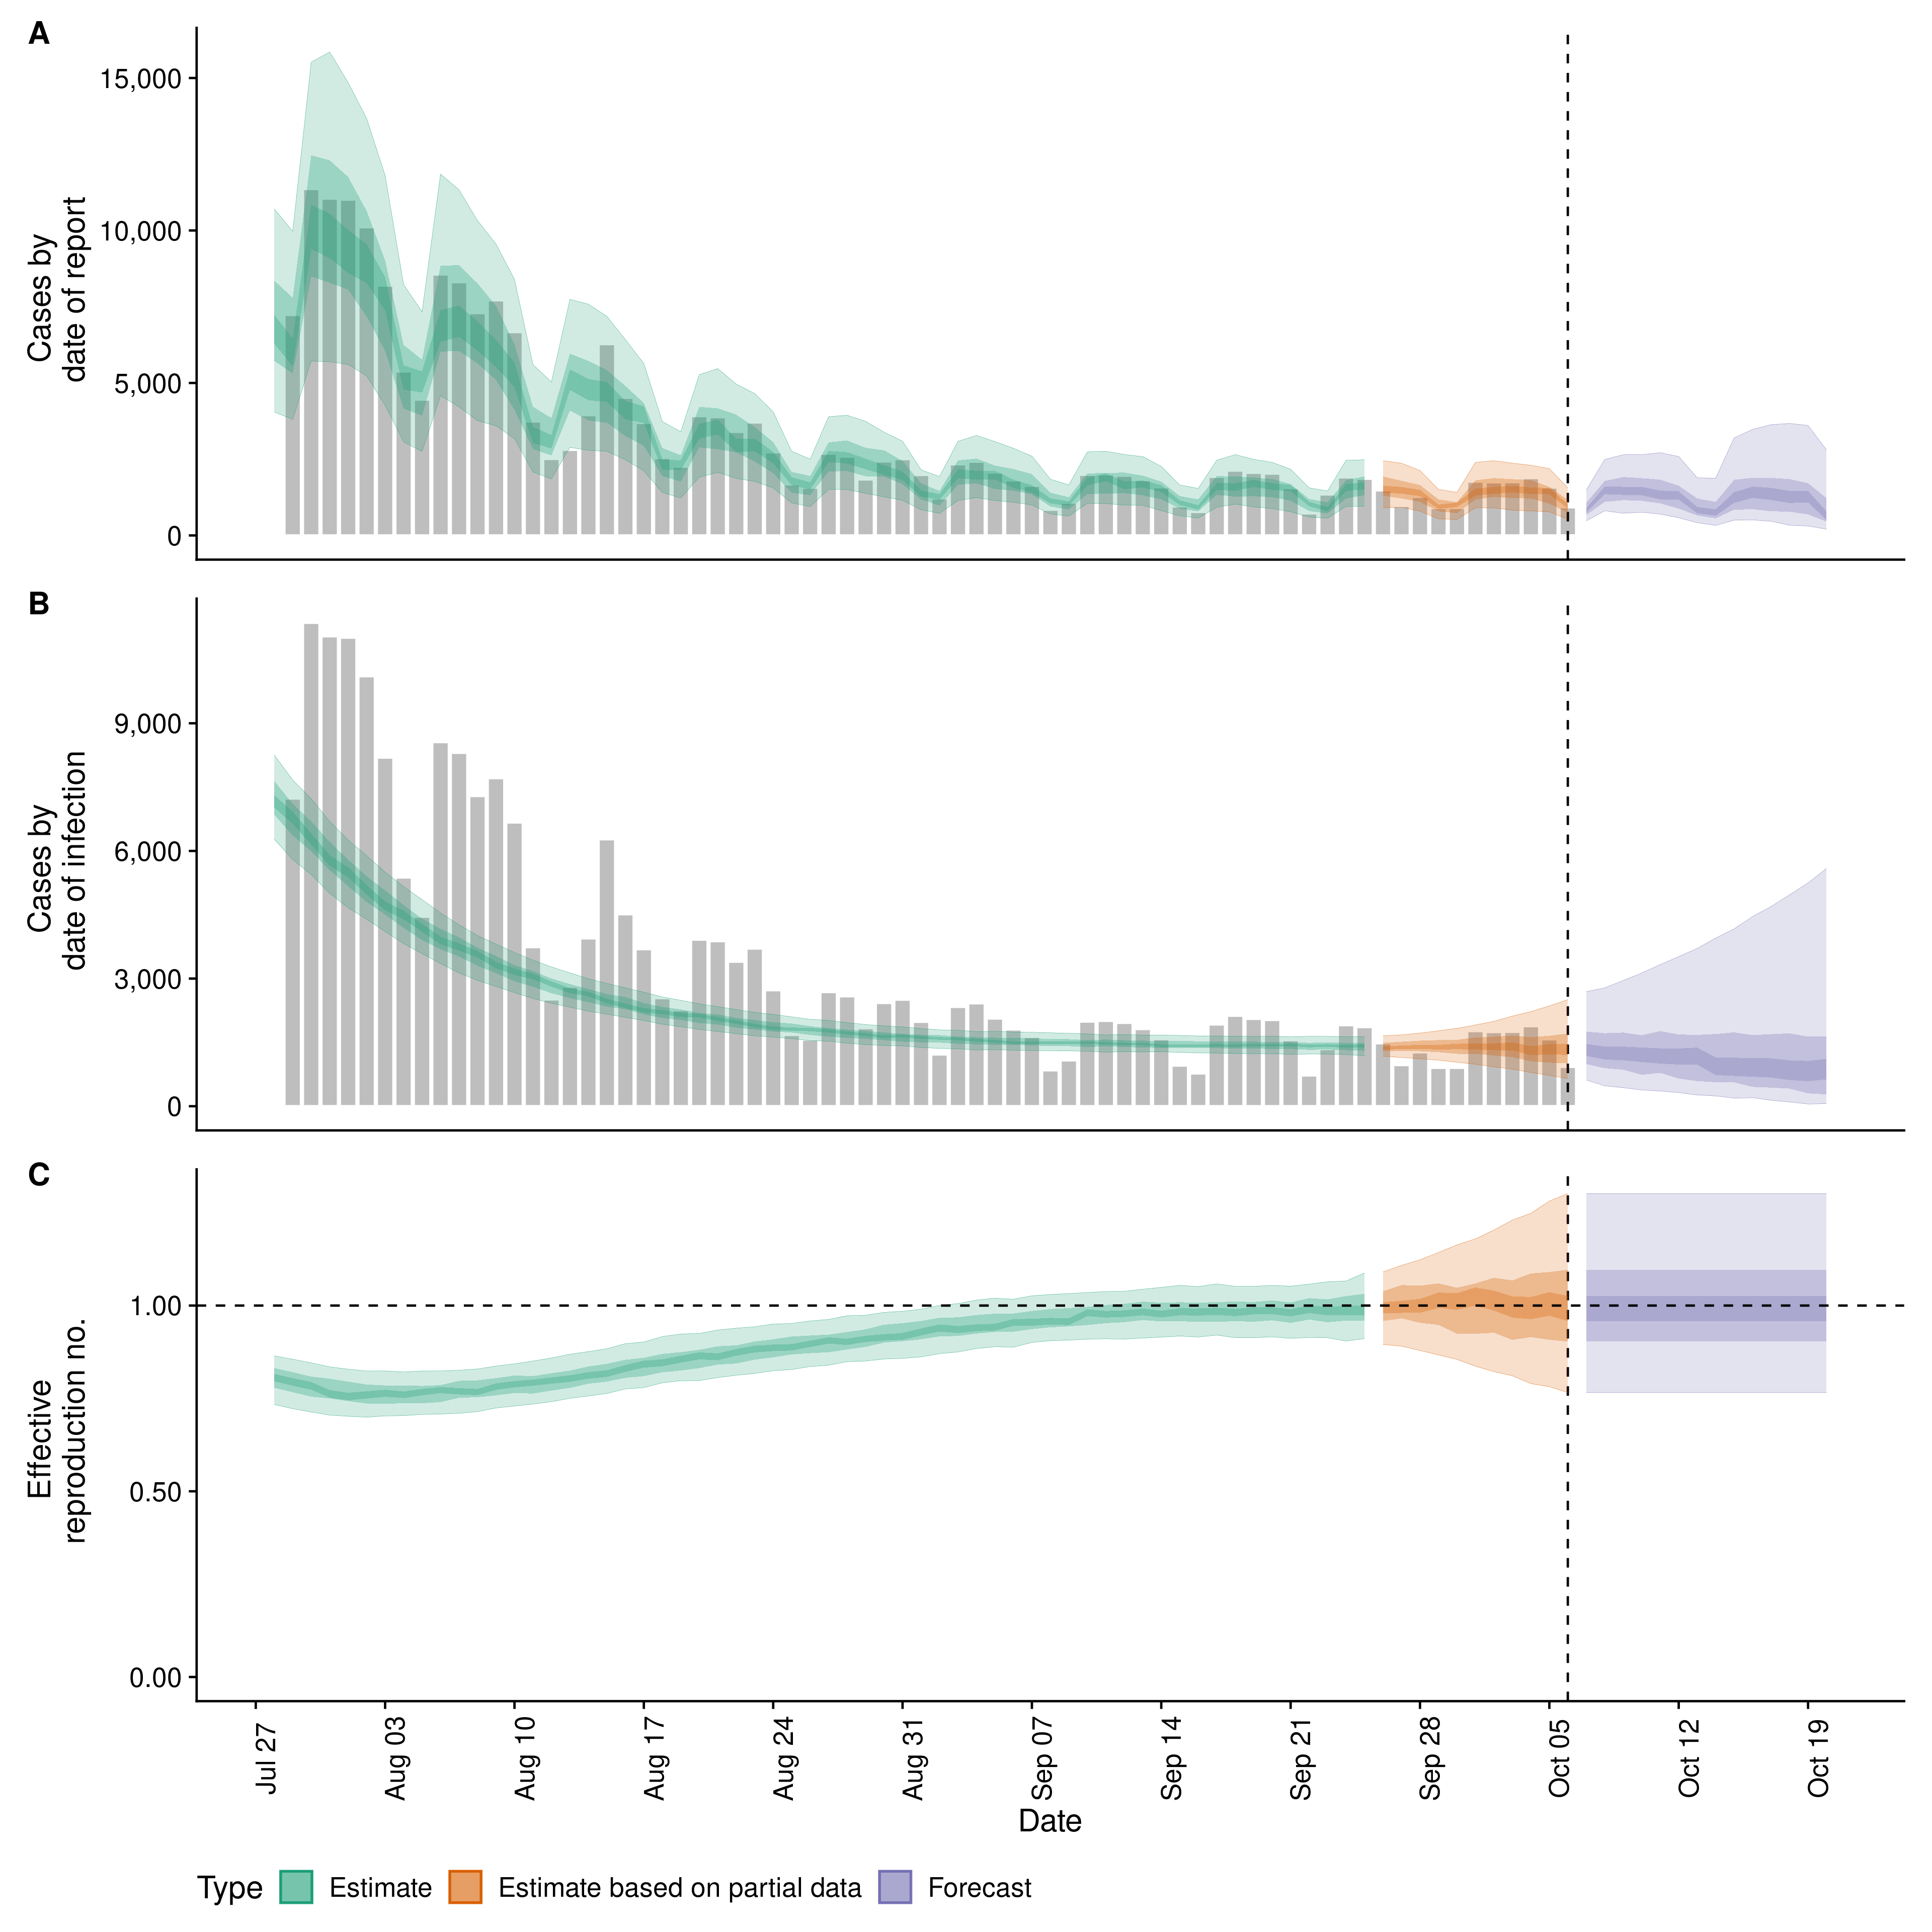 A
15,000
10,000
5,000
0
Cases by
date of report
B
9,000
6,000
3,000
0
Cases by
date of infection
C
1.00
0.50
0.00
Effective
reproduction no.
Jul 27
Aug 03
Aug 10
Aug 17
Aug 24
Aug 31
Sep 07
Sep 14
Sep 21
Sep 28
Oct 05
Oct 12
Oct 19
Date
Type Estimate Estimate based on partial data Forecast